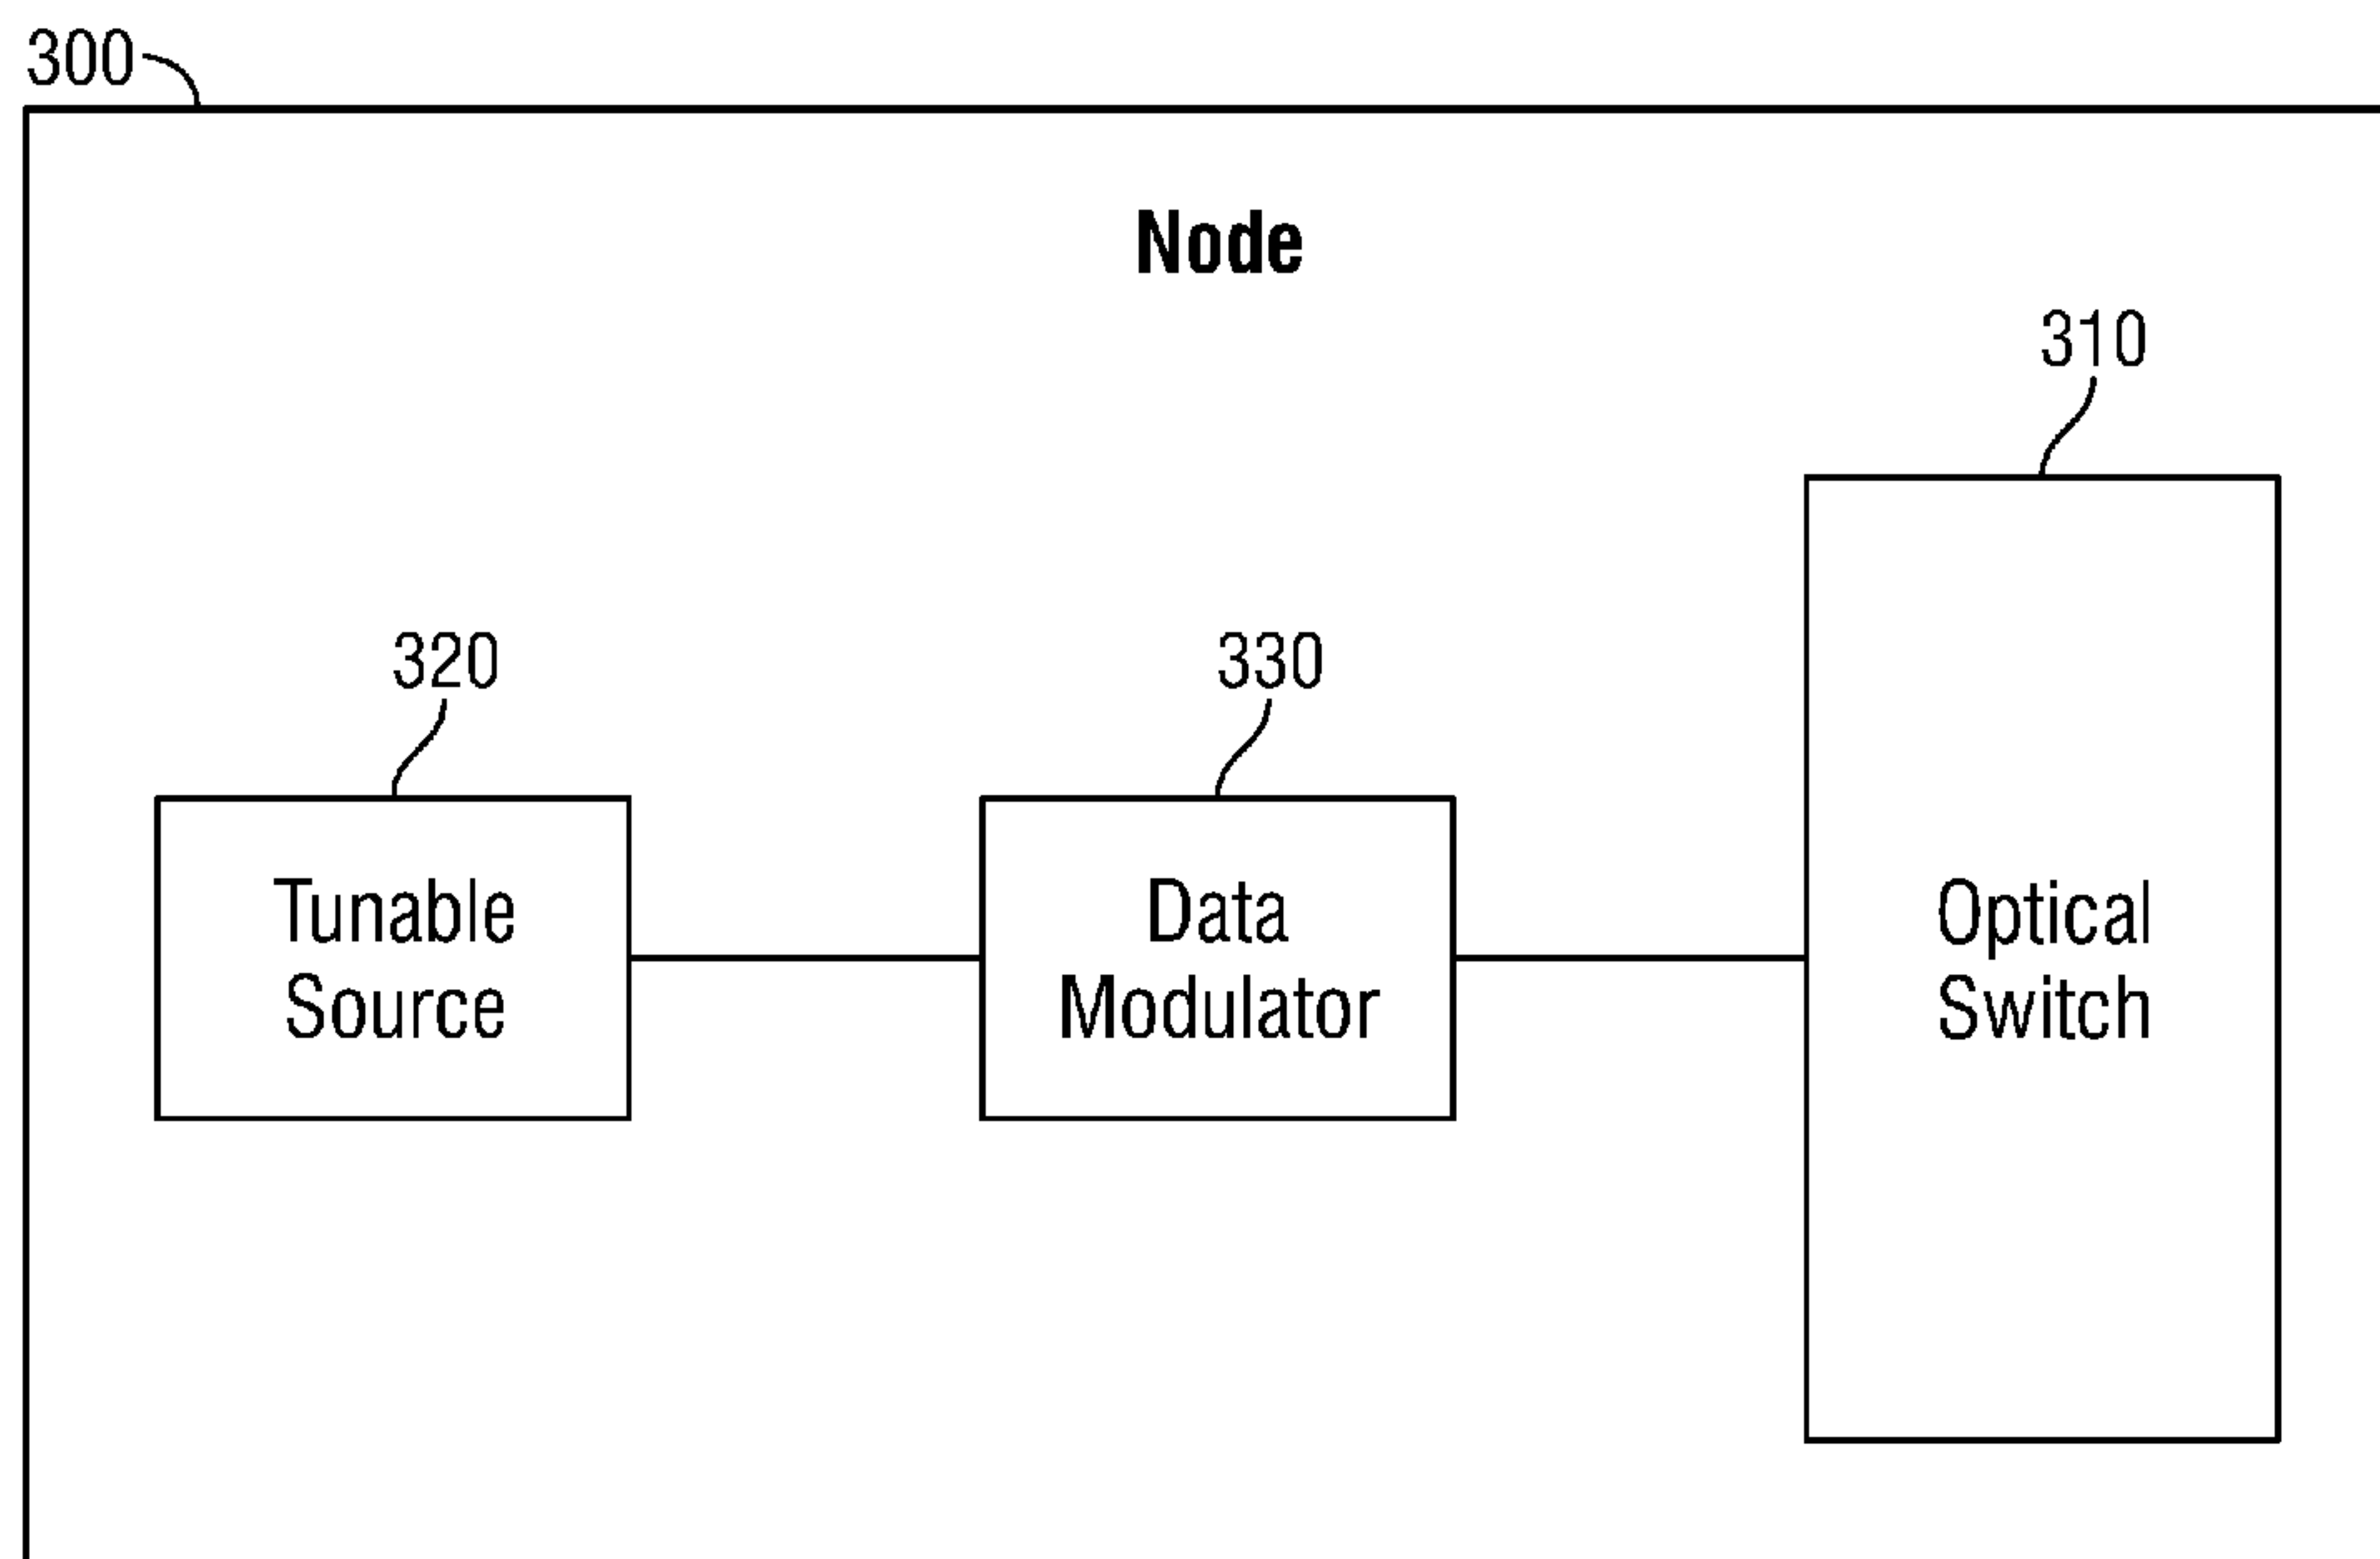 300
Node
310
320
330
Tunable
Source
Data
Modulator
Optical
Switch